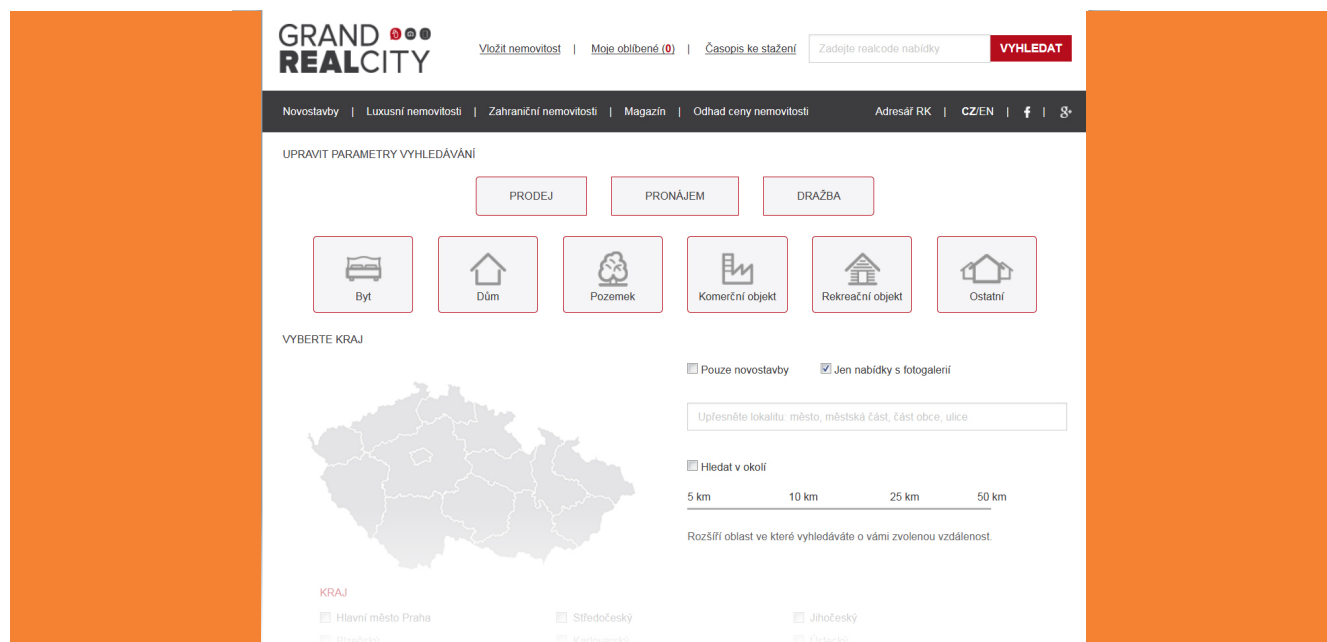 GRAND
REALCITY
Vložit nemovitost | Moje oblíbené (0) | Časopis ke stažení Zadejte realcode nabídky VYHLEDAT
Novostavby | Luxusní nemovitosti | Zahraniční nemovitosti | Magazín | Odhad ceny nemovitosti Adresář RK | CZ/EN | f | g+
UPRAVIT PARAMETRY VYHLEDÁVÁNÍ
PRODEJ PRONÁJEM DRAŽBA
Byt Dům Pozemek Komerční objekt Rekreační objekt Ostatní
VYBERTE KRAJ
Pouze novostavby Jen nabídky s fotogalerií
Upřesněte lokalitu: město, městská část, část obce, ulice
Hledat v okolí
5 km 10 km 25 km 50 km
Rozšíří oblast ve které vyhledáváte o vámi zvolenou vzdálenost.
KRAJ
Hlavní město Praha Středočeský Jihočeský
Plzeňský Karlovarský Ústecký